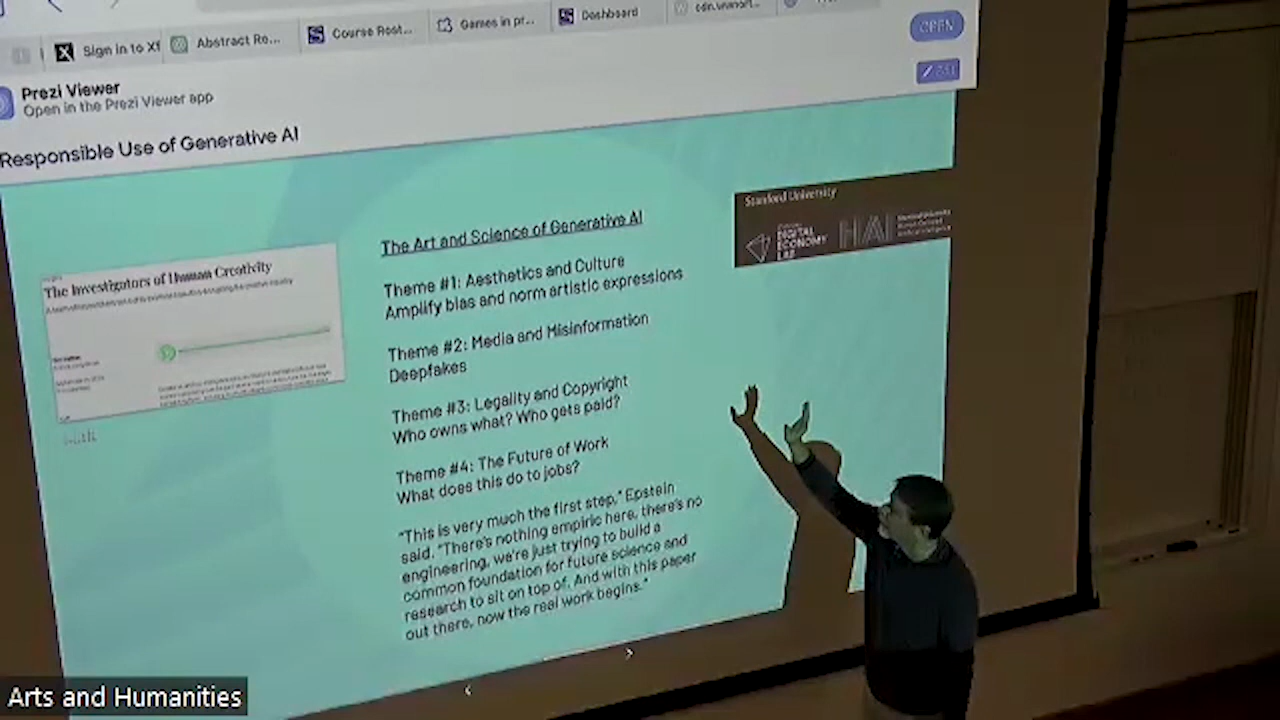 Sign in to Xf
Abstract Re...
Course Rost...
Games in pr...
Dashboard
OPEN
Prezi Viewer
Open in the Prezi Viewer app
Responsible Use of Generative AI
The Investigators of Human Creativity
The Art and Science of Generative AI
Theme #1: Aesthetics and Culture
Amplify bias and norm artistic expressions
Theme #2: Media and Misinformation
Deepfakes
Theme #3: Legality and Copyright
Who owns what? Who gets paid?
Theme #4: The Future of Work
What does this do to jobs?
"This is very much the first step," Epstein
said. "There's nothing empiric here, there's no
engineering, we're just trying to build a
common foundation for future science and
research to sit on top of. And with this paper
out there, now the real work begins."
Stanford University
DIGITAL
ECONOMY
LAB
HAI
Arts and Humanities